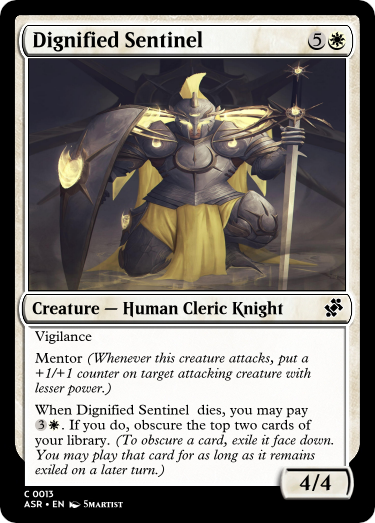 Dignified Sentinel 5
Creature — Human Cleric Knight
Vigilance
Mentor (Whenever this creature attacks, put a
+1/+1 counter on target attacking creature with
lesser power.)
When Dignified Sentinel  dies, you may pay
3. If you do, obscure the top two cards of
your library. (To obscure a card, exile it face down.
You may play that card for as long as it remains
exiled on a later turn.)
4/4
C 0013
ASR • EN 5martist